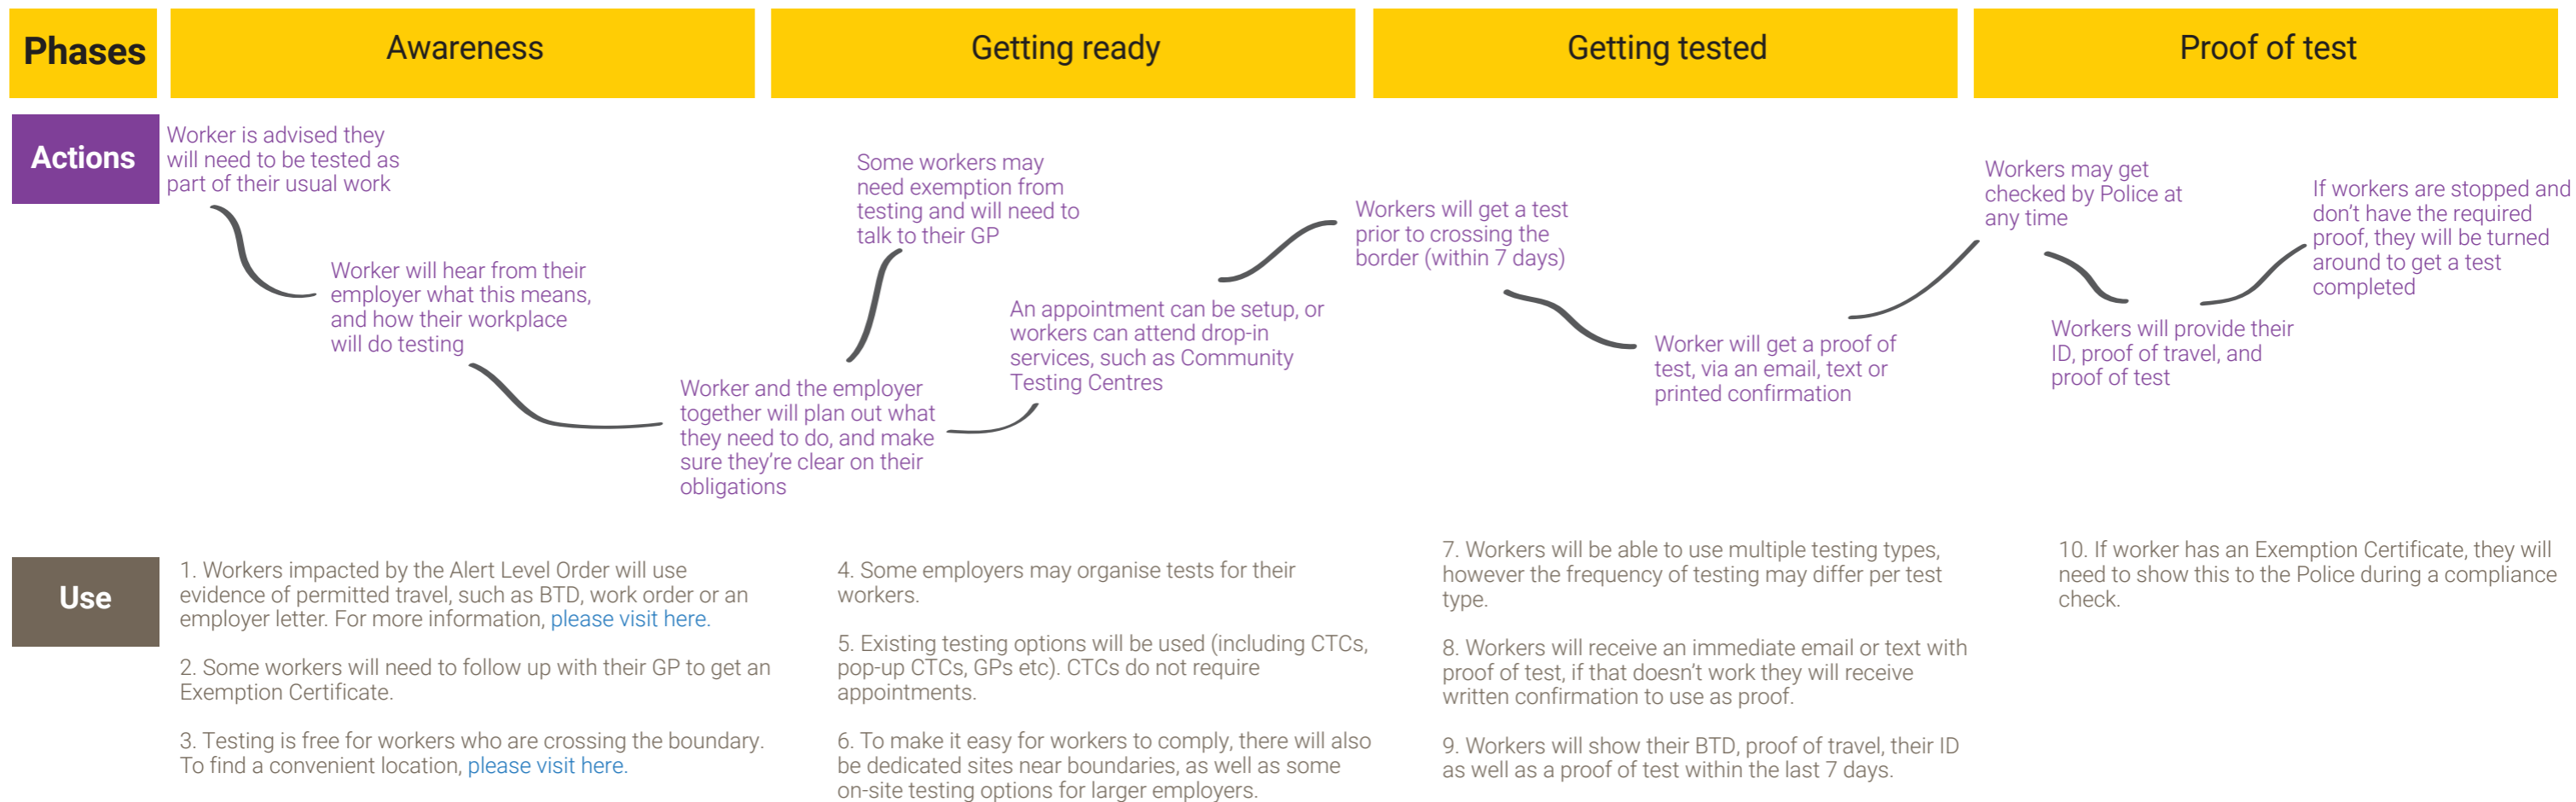 Phases
Awareness
Getting ready
Getting tested
Proof of test
Actions
Worker is advised they
will need to be tested as
part of their usual work
Worker will hear from their
employer what this means,
and how their workplace
will do testing
Worker and the employer
together will plan out what
they need to do, and make
sure they're clear on their
obligations
Some workers may
need exemption from
testing and will need to
talk to their GP
An appointment can be setup, or
workers can attend drop-in
services, such as Community
Testing Centres
Workers will get a test
prior to crossing the
border (within 7 days)
Worker will get a proof of
test, via an email, text or
printed confirmation
Workers may get
checked by Police at
any time
Workers will provide their
ID, proof of travel, and
proof of test
If workers are stopped and
don't have the required
proof, they will be turned
around to get a test
completed
Use
1. Workers impacted by the Alert Level Order will use
evidence of permitted travel, such as BTD, work order or an
employer letter. For more information, please visit here.
2. Some workers will need to follow up with their GP to get an
Exemption Certificate.
3. Testing is free for workers who are crossing the boundary.
To find a convenient location, please visit here.
4. Some employers may organise tests for their
workers.
5. Existing testing options will be used (including CTCs,
pop-up CTCs, GPs etc). CTCs do not require
appointments.
6. To make it easy for workers to comply, there will also
be dedicated sites near boundaries, as well as some
on-site testing options for larger employers.
7. Workers will be able to use multiple testing types,
however the frequency of testing may differ per test
type.
8. Workers will receive an immediate email or text with
proof of test, if that doesn't work they will receive
written confirmation to use as proof.
9. Workers will show their BTD, proof of travel, their ID
as well as a proof of test within the last 7 days.
10. If worker has an Exemption Certificate, they will
need to show this to the Police during a compliance
check.